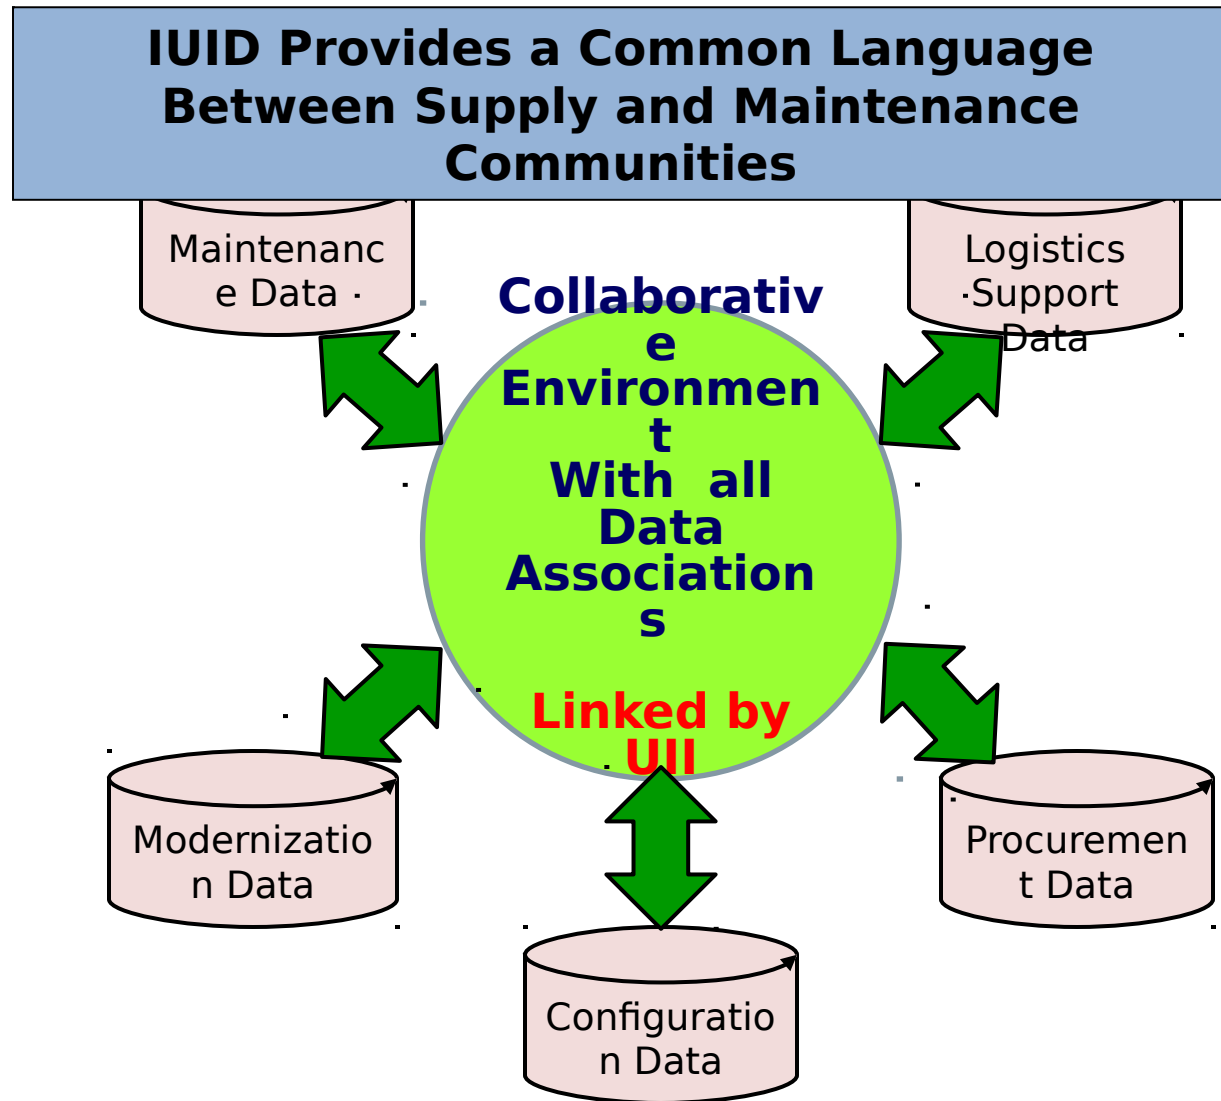 IUID Provides a Common Language
Between Supply and Maintenance
Communities
Maintenanc
e Data
Logistics
Support
Data
Collaborativ
e
Environmen
t
With  all
Data
Association
s
Linked by
UII
Modernizatio
n Data
Procuremen
t Data
Configuratio
n Data